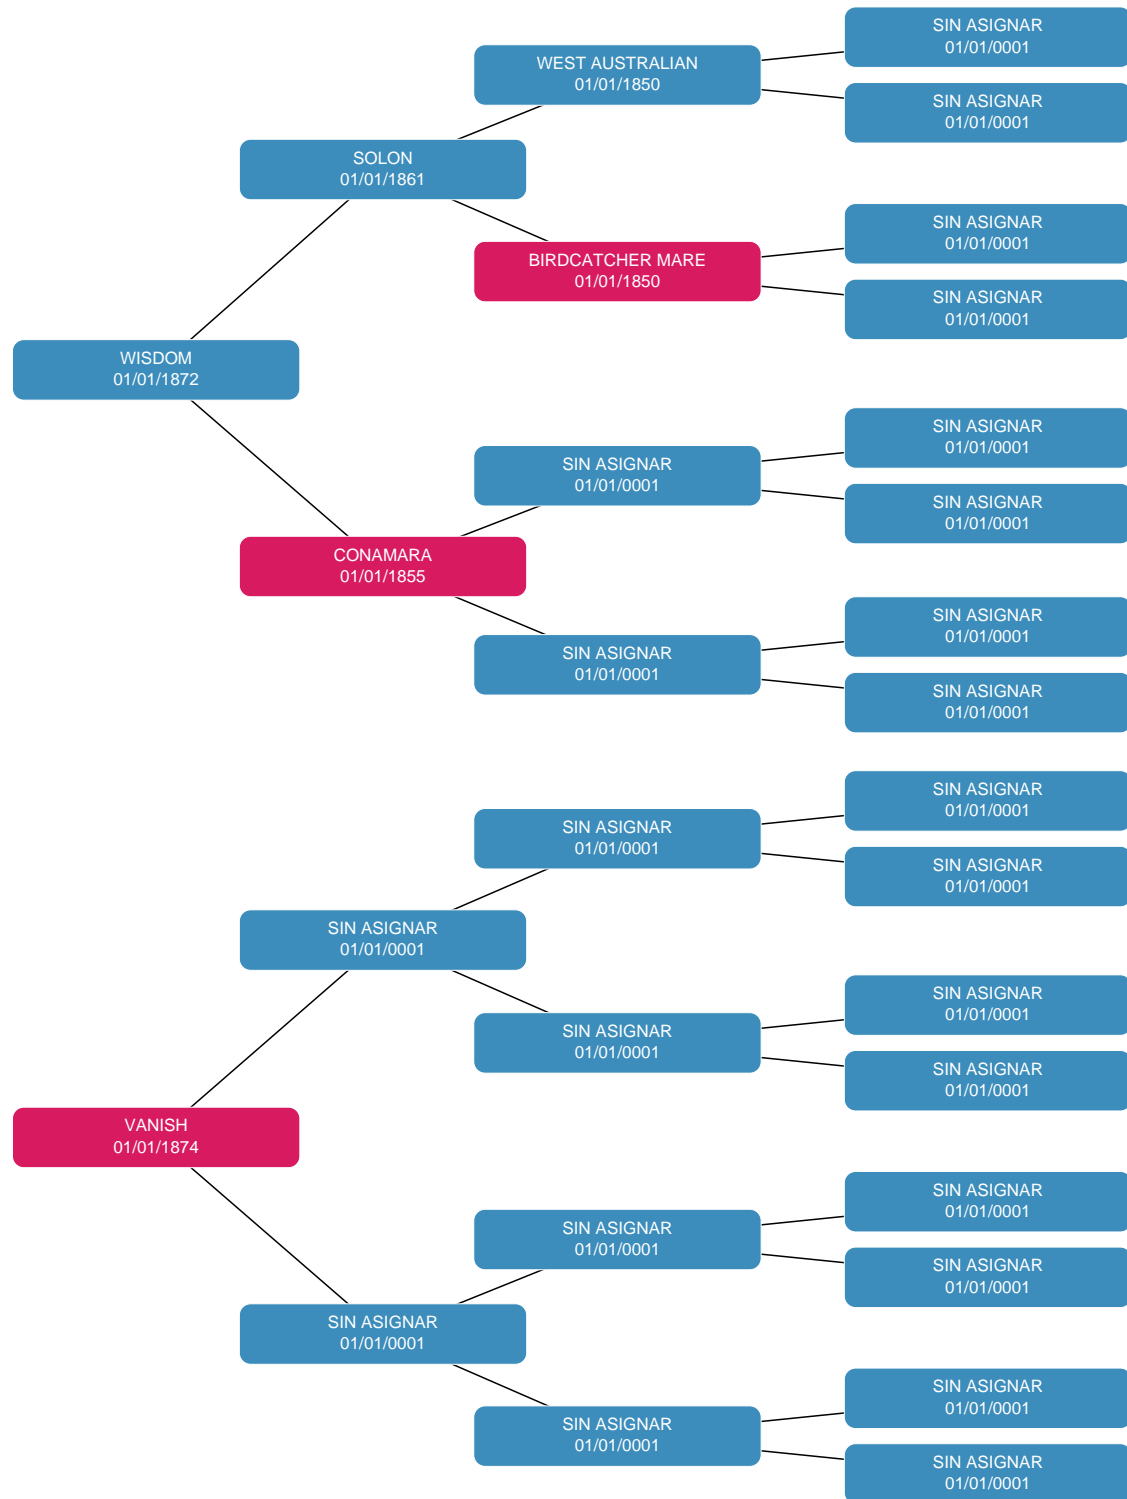 SIN ASIGNAR
01/01/0001
WEST AUSTRALIAN
01/01/1850
SIN ASIGNAR
01/01/0001
SOLON
01/01/1861
SIN ASIGNAR
01/01/0001
BIRDCATCHER MARE
01/01/1850
SIN ASIGNAR
01/01/0001
WISDOM
01/01/1872
SIN ASIGNAR
01/01/0001
SIN ASIGNAR
01/01/0001
SIN ASIGNAR
01/01/0001
CONAMARA
01/01/1855
SIN ASIGNAR
01/01/0001
SIN ASIGNAR
01/01/0001
SIN ASIGNAR
01/01/0001
SIN ASIGNAR
01/01/0001
SIN ASIGNAR
01/01/0001
SIN ASIGNAR
01/01/0001
SIN ASIGNAR
01/01/0001
SIN ASIGNAR
01/01/0001
SIN ASIGNAR
01/01/0001
SIN ASIGNAR
01/01/0001
VANISH
01/01/1874
SIN ASIGNAR
01/01/0001
SIN ASIGNAR
01/01/0001
SIN ASIGNAR
01/01/0001
SIN ASIGNAR
01/01/0001
SIN ASIGNAR
01/01/0001
SIN ASIGNAR
01/01/0001
SIN ASIGNAR
01/01/0001